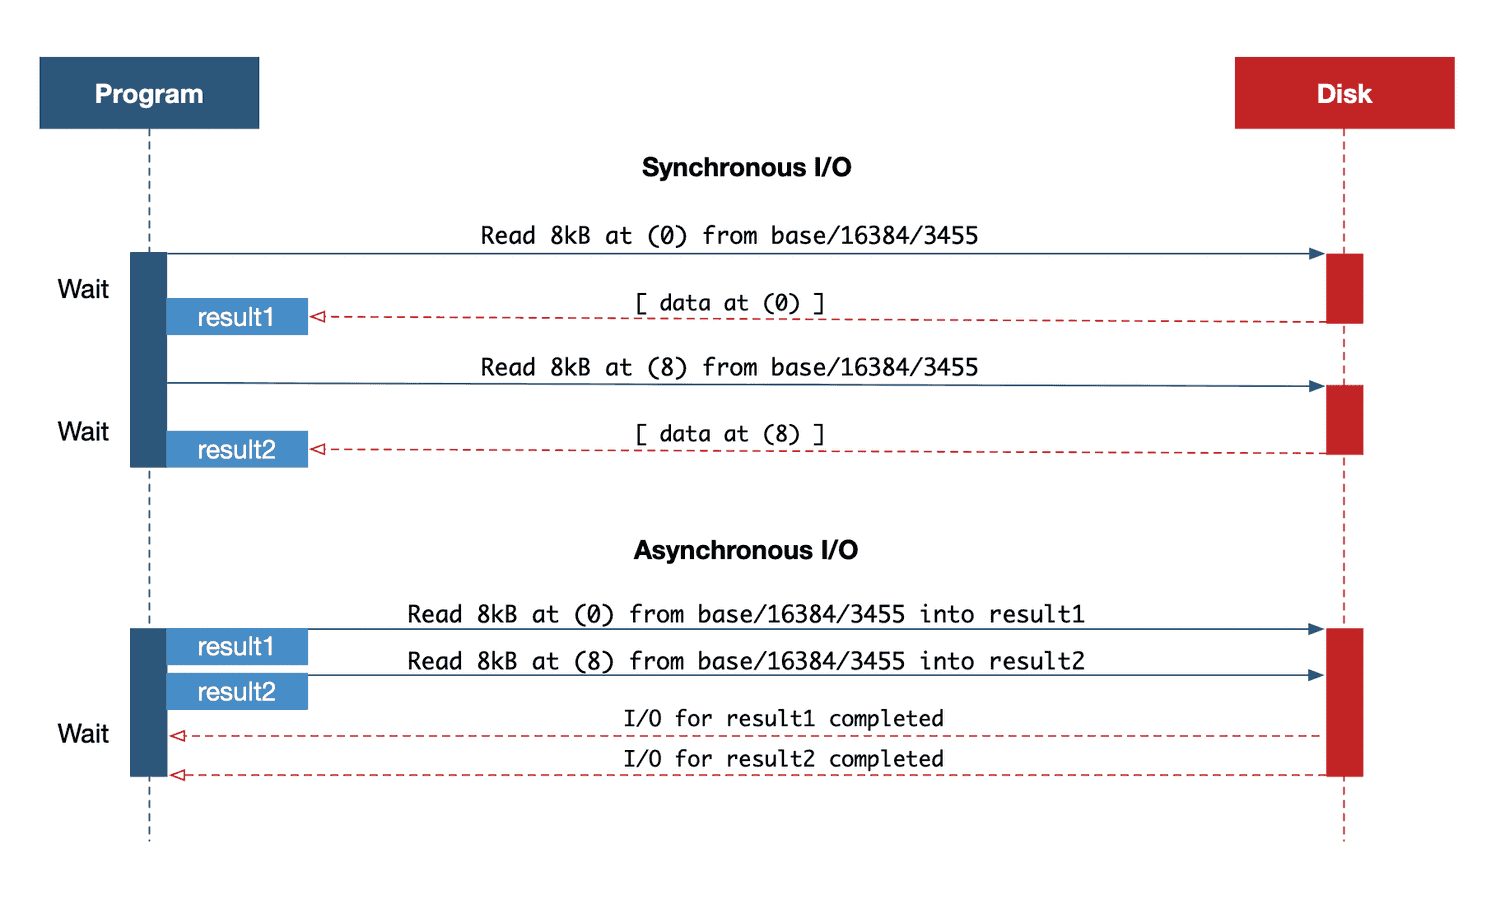 Program
Disk
Synchronous I/O
Read 8kB at (0) from base/16384/3455
Wait
[ data at (0) ]
result1
Read 8kB at (8) from base/16384/3455
Wait
[ data at (8) ]
result2
Asynchronous I/O
Read 8kB at (0) from base/16384/3455 into result1
result1
Read 8kB at (8) from base/16384/3455 into result2
result2
Wait
I/O for result1 completed
I/O for result2 completed